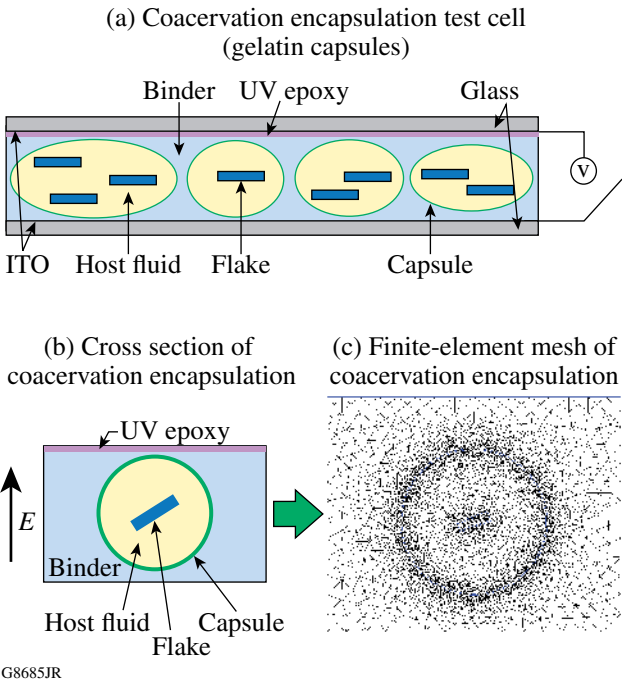 (a) Coacervation encapsulation test cell
(gelatin capsules)
Binder UV epoxy Glass
V
ITO Host fluid Flake Capsule
(b) Cross section of
coacervation encapsulation
(c) Finite-element mesh of
coacervation encapsulation
UV epoxy
E
Binder
Host fluid Capsule
Flake
G8685JR